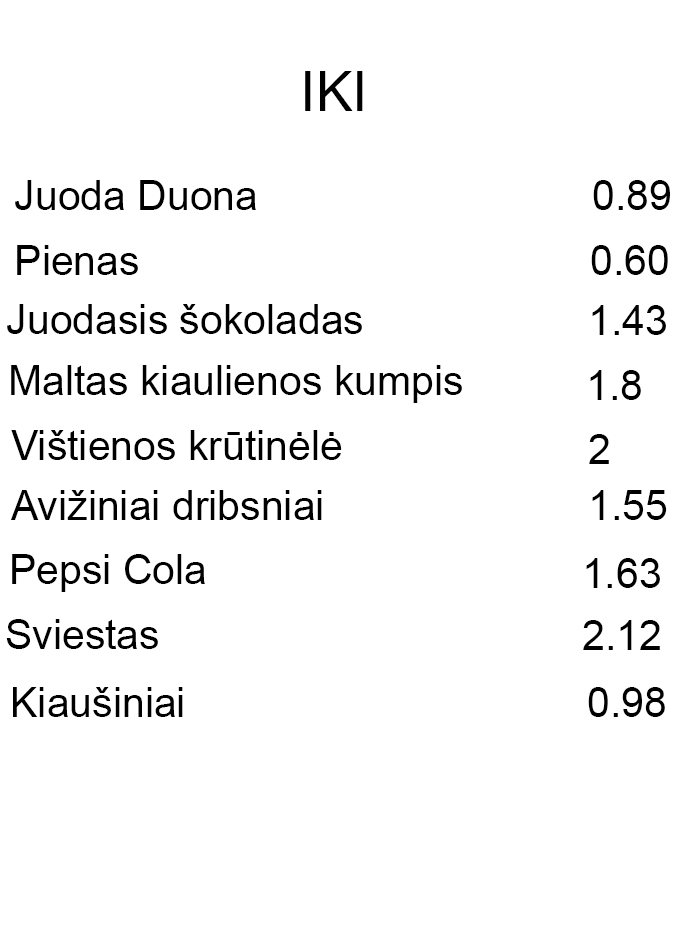 IKI
Juoda Duona 0.89
Pienas 0.60
Juodasis šokoladas 1.43
Maltas kiaulienos kumpis 1.8
Vištienos krūtinėlė 2
Avižiniai dribsniai 1.55
Pepsi Cola 1.63
Sviestas 2.12
Kiaušiniai 0.98